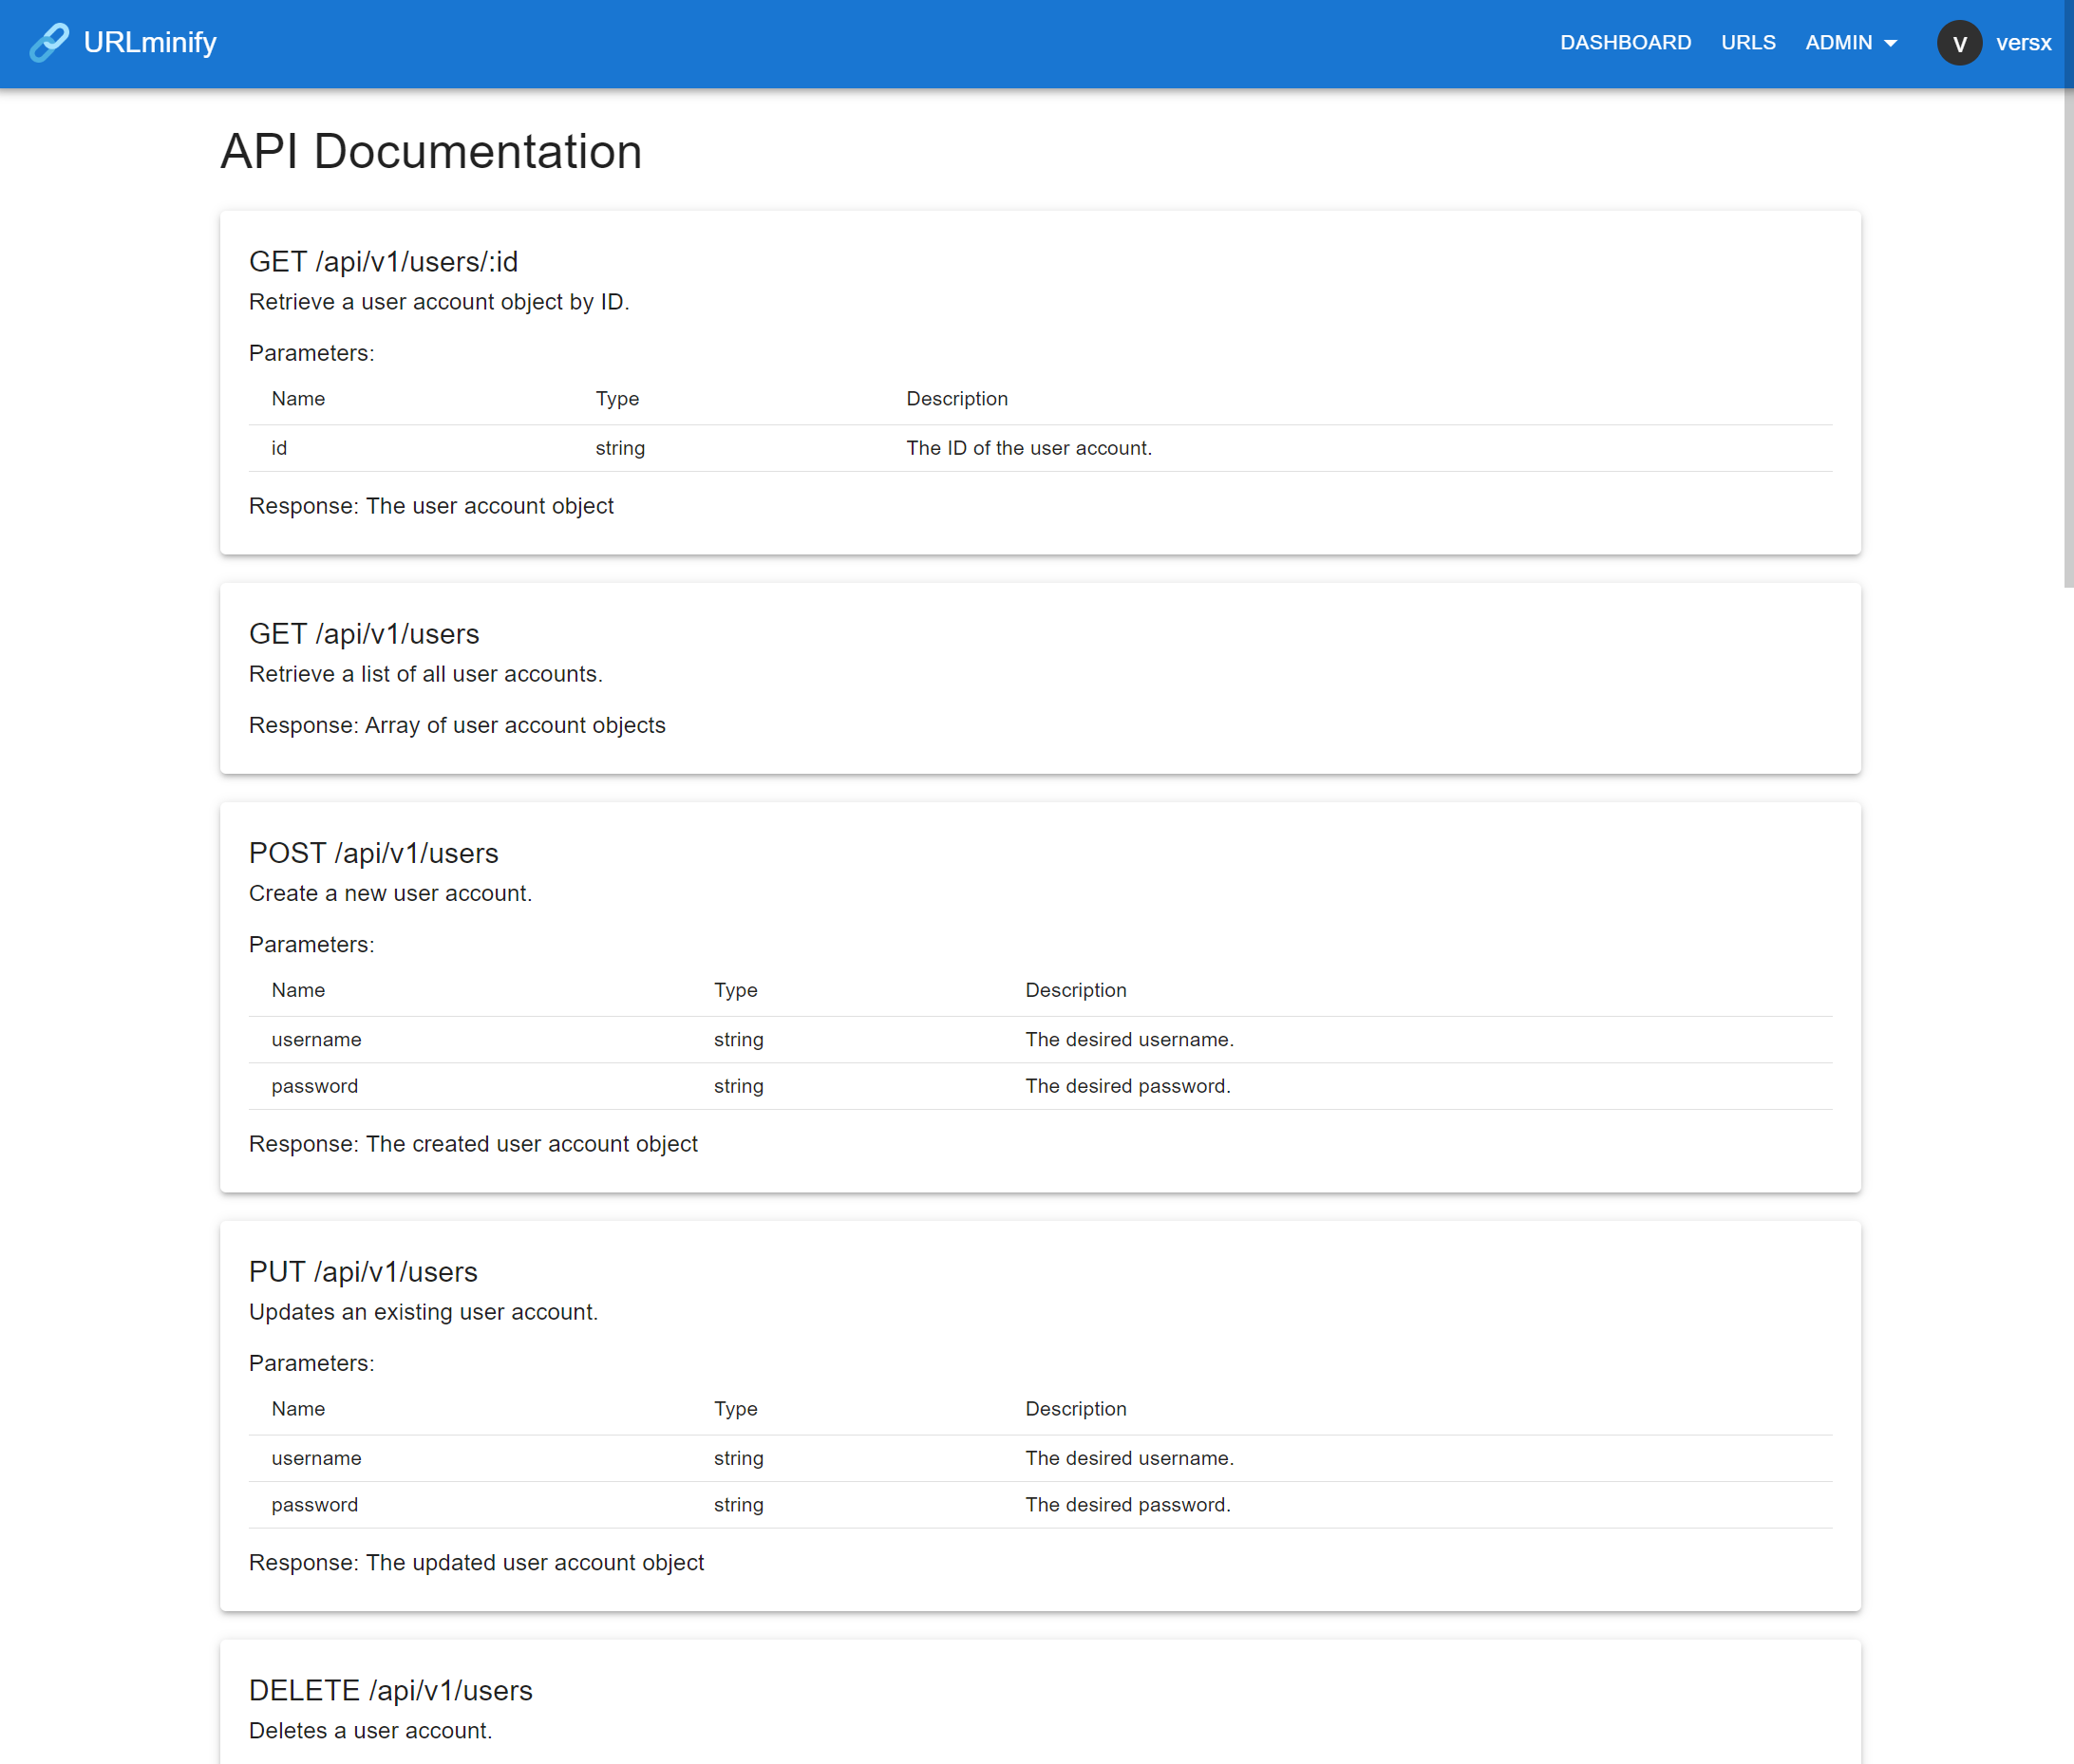 URLminify
DASHBOARD URLS ADMIN V versx
API Documentation
GET /api/v1/users/:id
Retrieve a user account object by ID.
Parameters:
Name Type Description
id string The ID of the user account.
Response: The user account object
GET /api/v1/users
Retrieve a list of all user accounts.
Response: Array of user account objects
POST /api/v1/users
Create a new user account.
Parameters:
Name Type Description
username string The desired username.
password string The desired password.
Response: The created user account object
PUT /api/v1/users
Updates an existing user account.
Parameters:
Name Type Description
username string The desired username.
password string The desired password.
Response: The updated user account object
DELETE /api/v1/users
Deletes a user account.